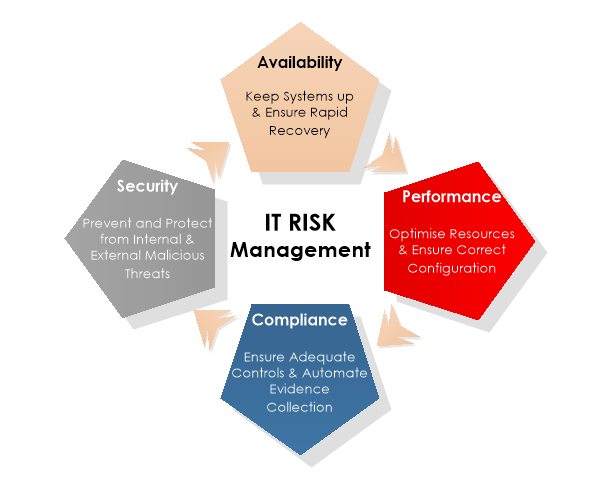 Availability
Keep Systems up
& Ensure Rapid
Recovery
Security
Prevent and Protect
from Internal &
External Malicious
Threats
IT RISK
Management
Performance
Optimise Resources
& Ensure Correct
Configuration
Compliance
Ensure Adequate
Controls & Automate
Evidence
Collection